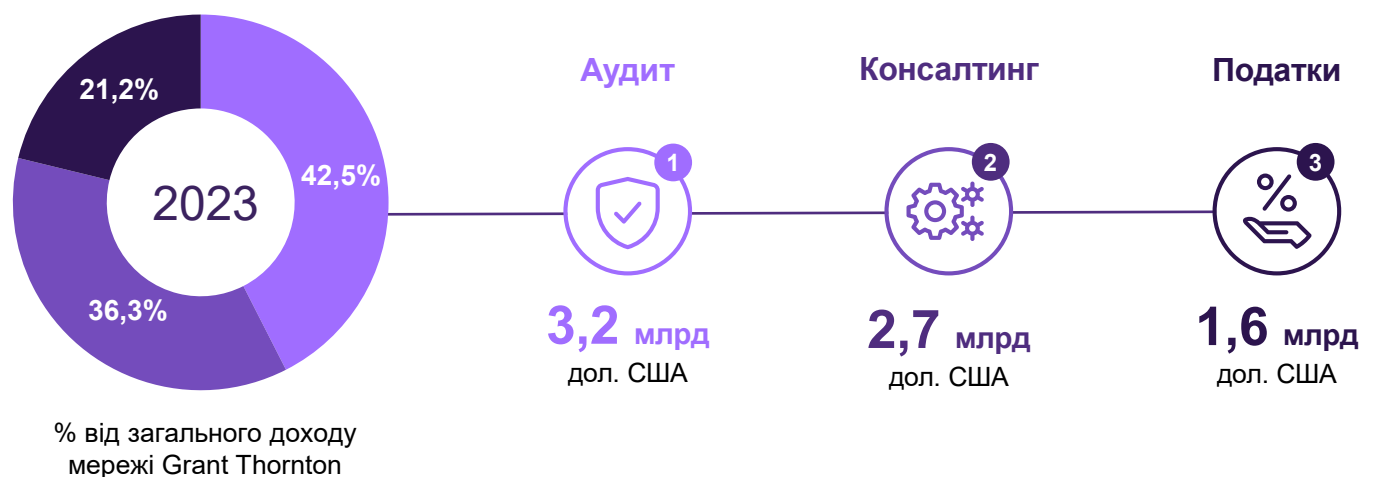 21,2%
42,5%
2023
36,3%
% від загального доходу
мережі Grant Thornton
Аудит
1
3,2 млрд
дол. США
Консалтинг
2
2,7 млрд
дол. США
Податки
3
%
1,6 млрд
дол. США